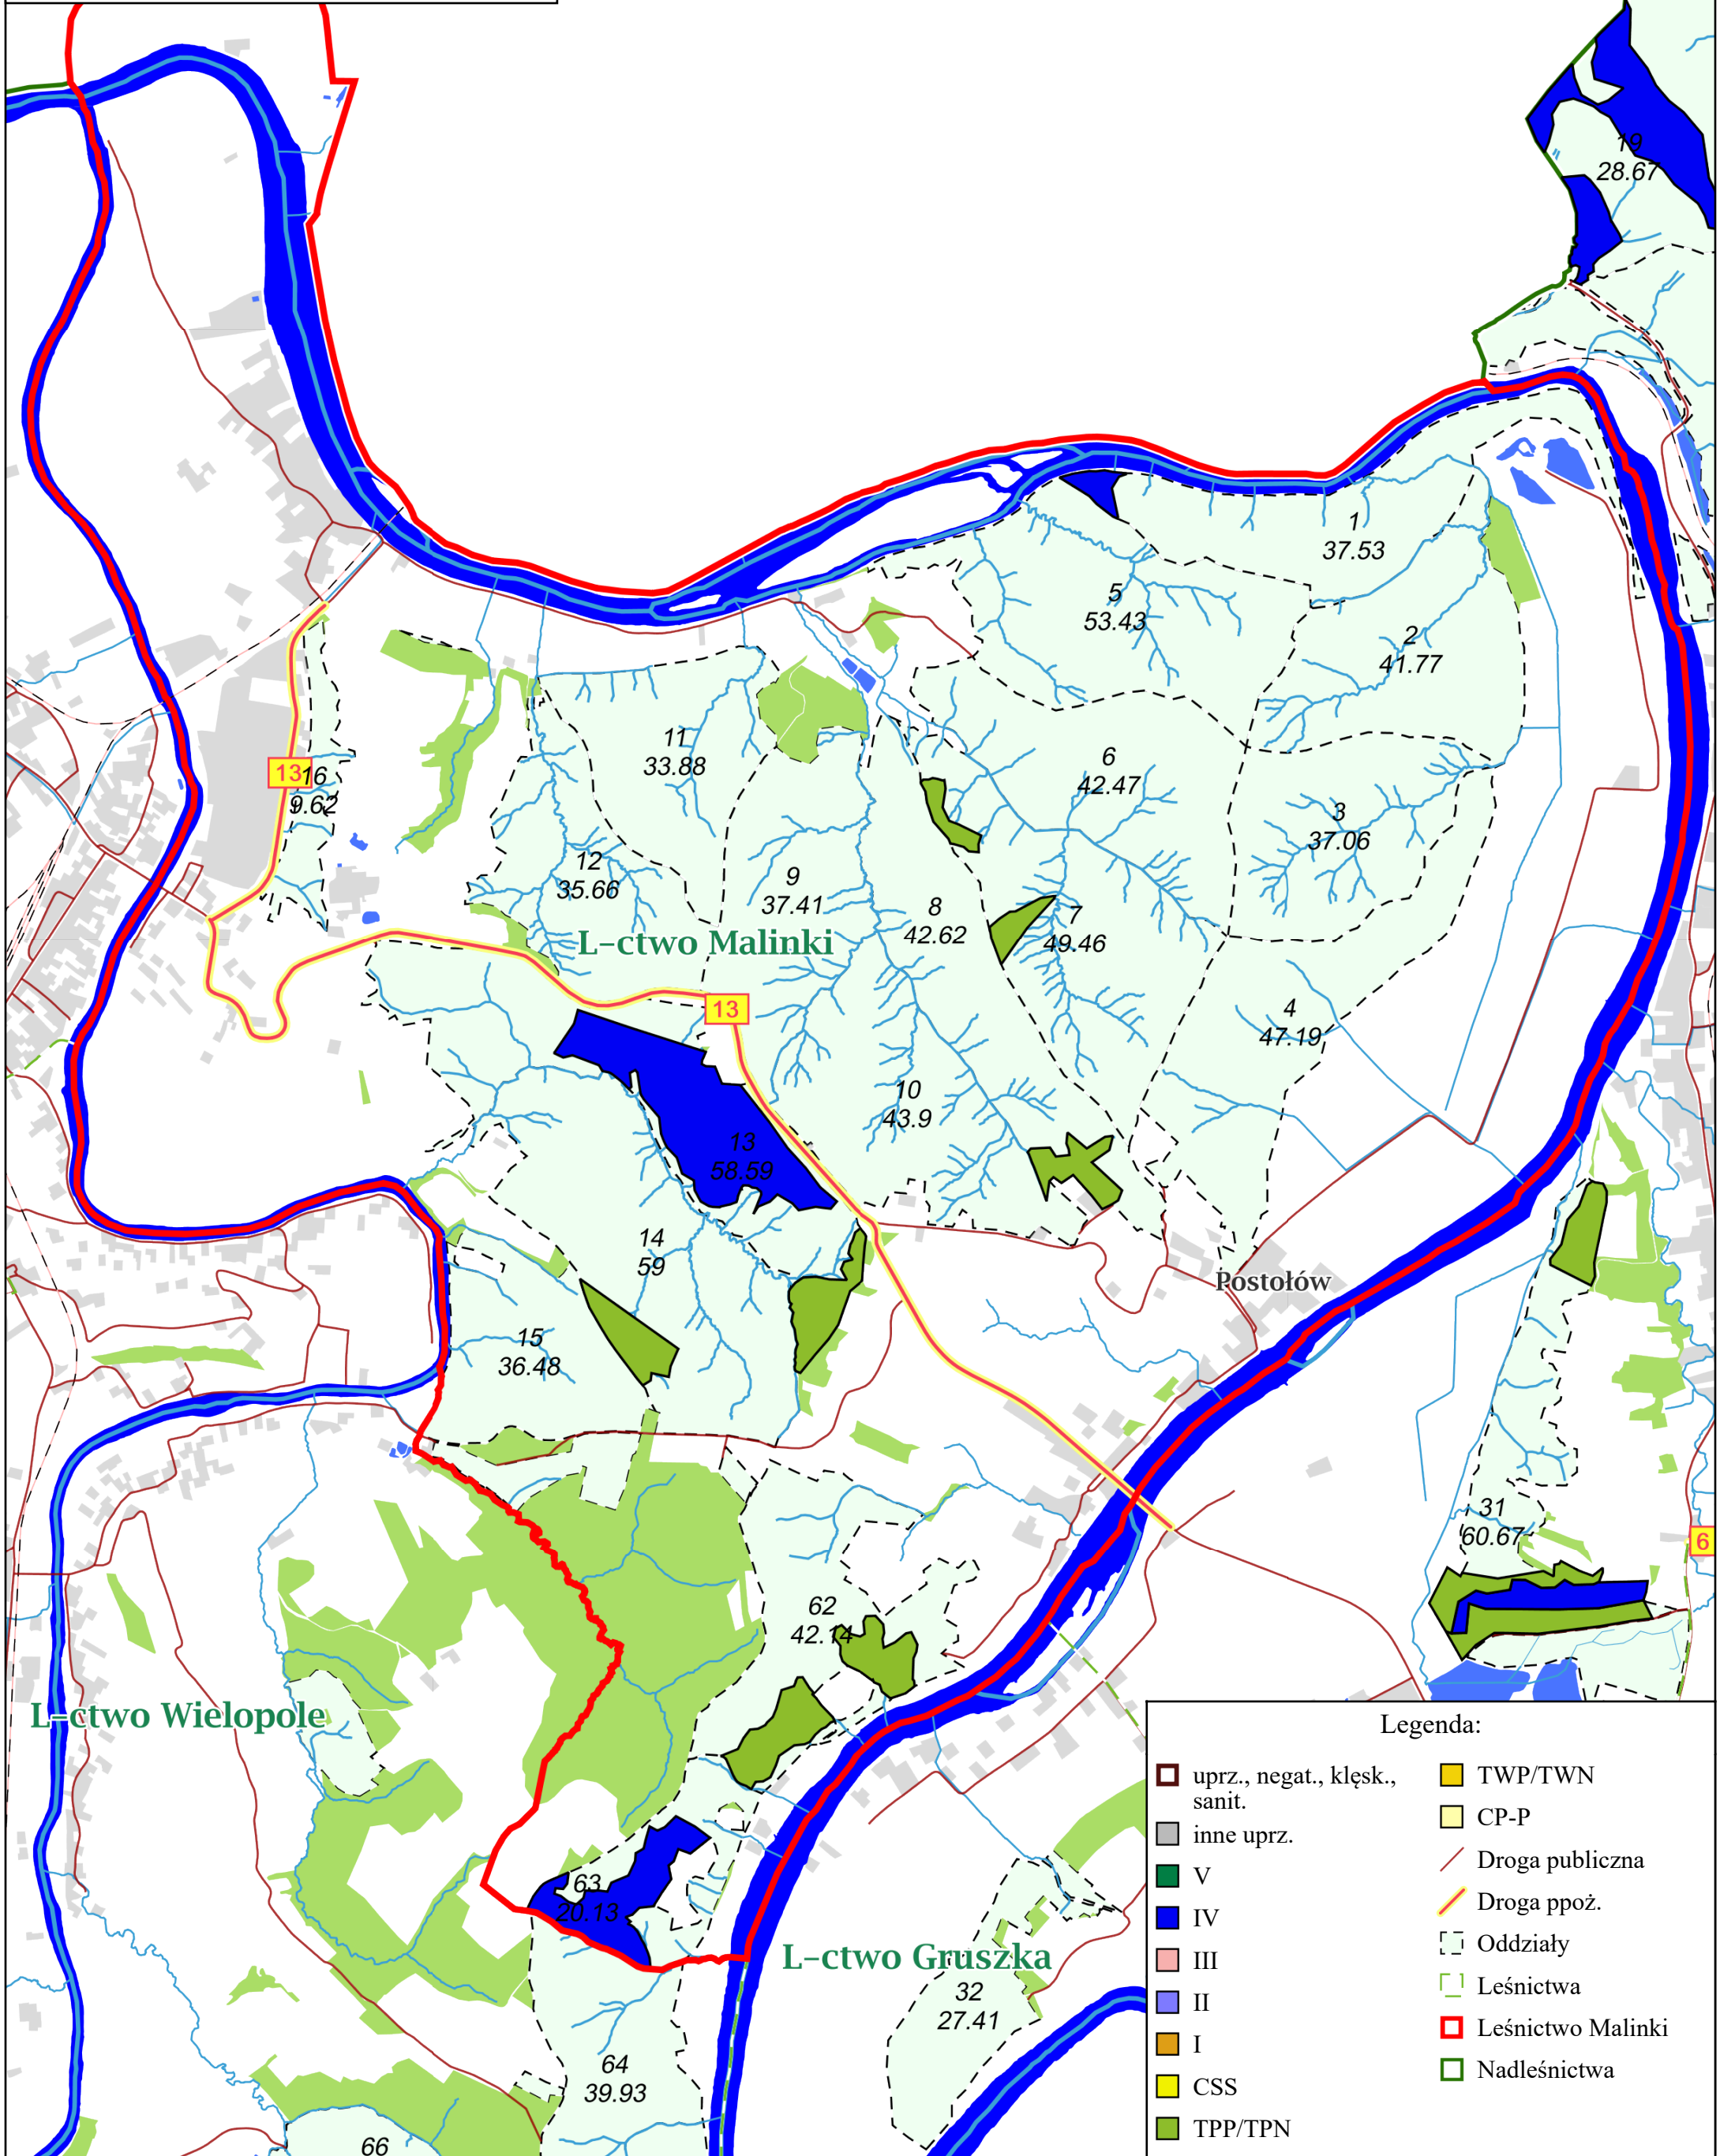 19
28.67
1
37.53
5
53.43
2
41.77
11
33.88
6
42.47
13
16
9.62
3
37.06
12
35.66
9
37.41
8
42.62
7
49.46
L-ctwo Malinki
13
4
47.19
10
43.9
13
58.59
14
59
Postołów
15
36.48
31
60.67
6
62
42.14
L-ctwo Wielopole
63
20.13
L-ctwo Gruszka
32
27.41
64
39.93
66
Legenda:
uprz., negat., klęsk.,
sanit.
inne uprz.
V
IV
III
II
I
CSS
TPP/TPN
TWP/TWN
CP-P
Droga publiczna
Droga ppoż.
Oddziały
Leśnictwa
Leśnictwo Malinki
Nadleśnictwa